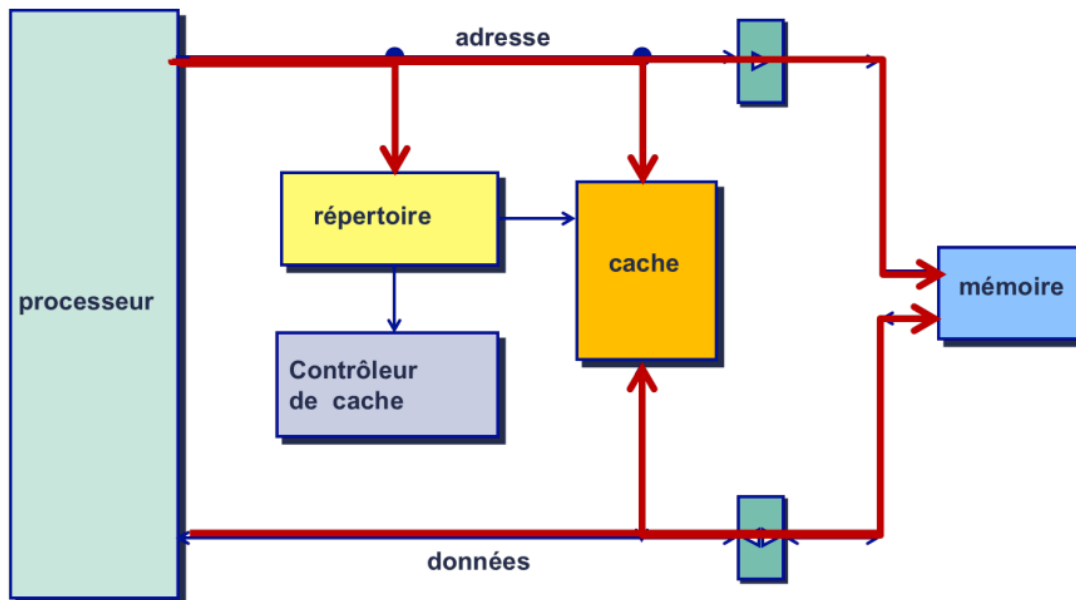 adresse
répertoire
cache
processeur
mémoire
Contrôleur
de cache
données